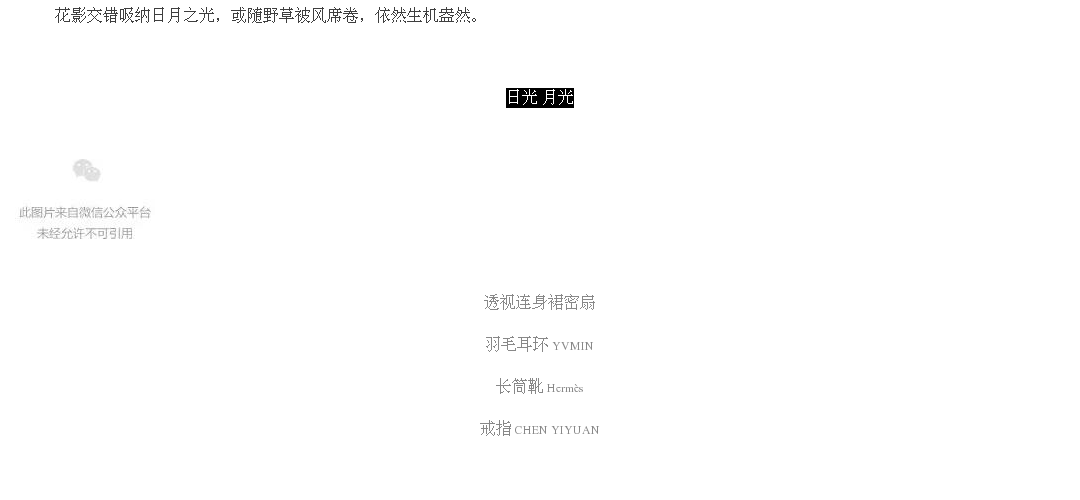 花影交错吸纳日月之光，或随野草被风席卷，依然生机盎然。
日光 月光
此图片来自微信公众平台
未经允许不可引用
透视连身裙密扇
羽毛耳环 YVMIN
长筒靴 Hermès
戒指 CHEN YIYUAN